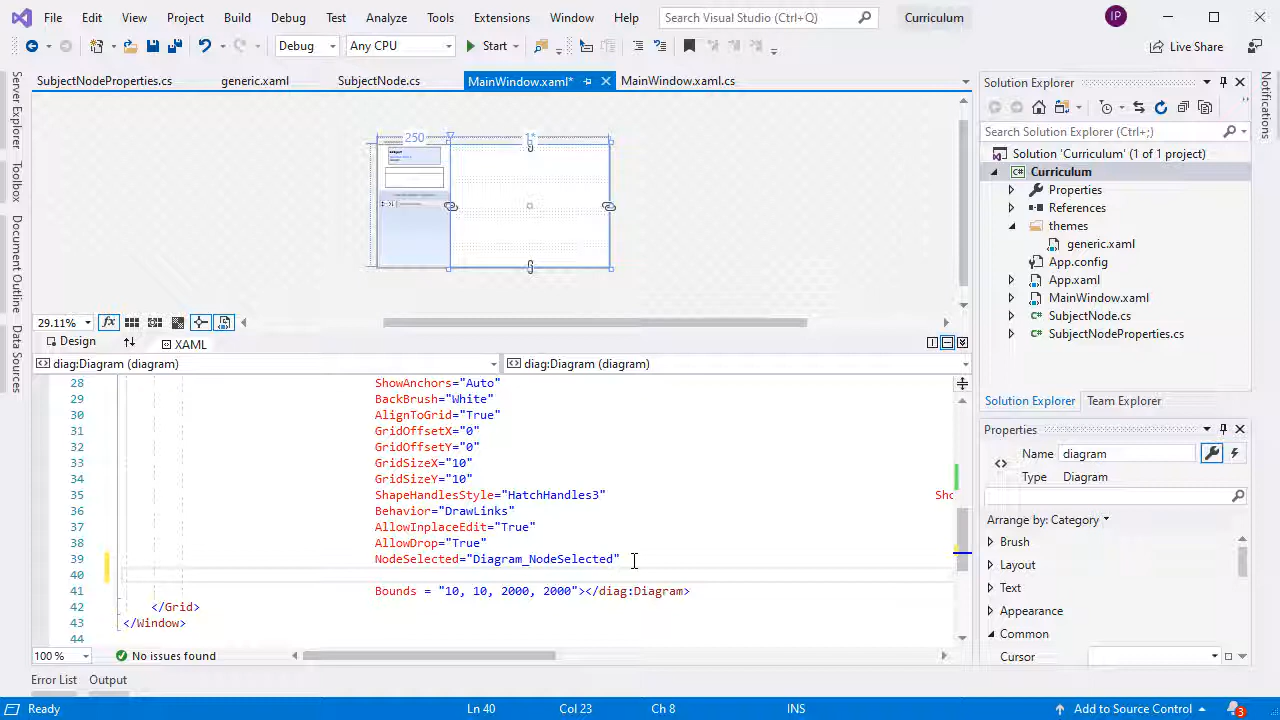 File Edit View Project Build Debug Test Analyze Tools Extensions Window Help Search Visual Studio (Ctrl+Q) Curriculum IP
Debug Any CPU Start Live Share
SubjectNodeProperties.cs generic.xaml SubjectNode.cs MainWindow.xaml* MainWindow.xaml.cs
Server Explorer
Toolbox
Document Outline
Data Sources
250 1*
29.11% fx
Design XAML
diag:Diagram (diagram) diag:Diagram (diagram)
28 ShowAnchors="Auto"
29 BackBrush="White"
30 AlignToGrid="True"
31 GridOffsetX="0"
32 GridOffsetY="0"
33 GridSizeX="10"
34 GridSizeY="10"
35 ShapeHandlesStyle="HatchHandles3" Sho
36 Behavior="DrawLinks"
37 AllowInplaceEdit="True"
38 AllowDrop="True"
39 NodeSelected="Diagram_NodeSelected"
40
41 Bounds = "10, 10, 2000, 2000"></diag:Diagram>
42 </Grid>
43 </Window>
44
100 % No issues found
Error List Output
Solution Explorer
Search Solution Explorer (Ctrl+;)
Solution 'Curriculum' (1 of 1 project)
C# Curriculum
Properties
References
themes
generic.xaml
App.config
App.xaml
MainWindow.xaml
C# SubjectNode.cs
C# SubjectNodeProperties.cs
Solution Explorer Team Explorer
Notifications
Properties
Name diagram
Type Diagram
Arrange by: Category
Brush
Layout
Text
Appearance
Common
Cursor
Ready Ln 40 Col 23 Ch 8 INS Add to Source Control 3